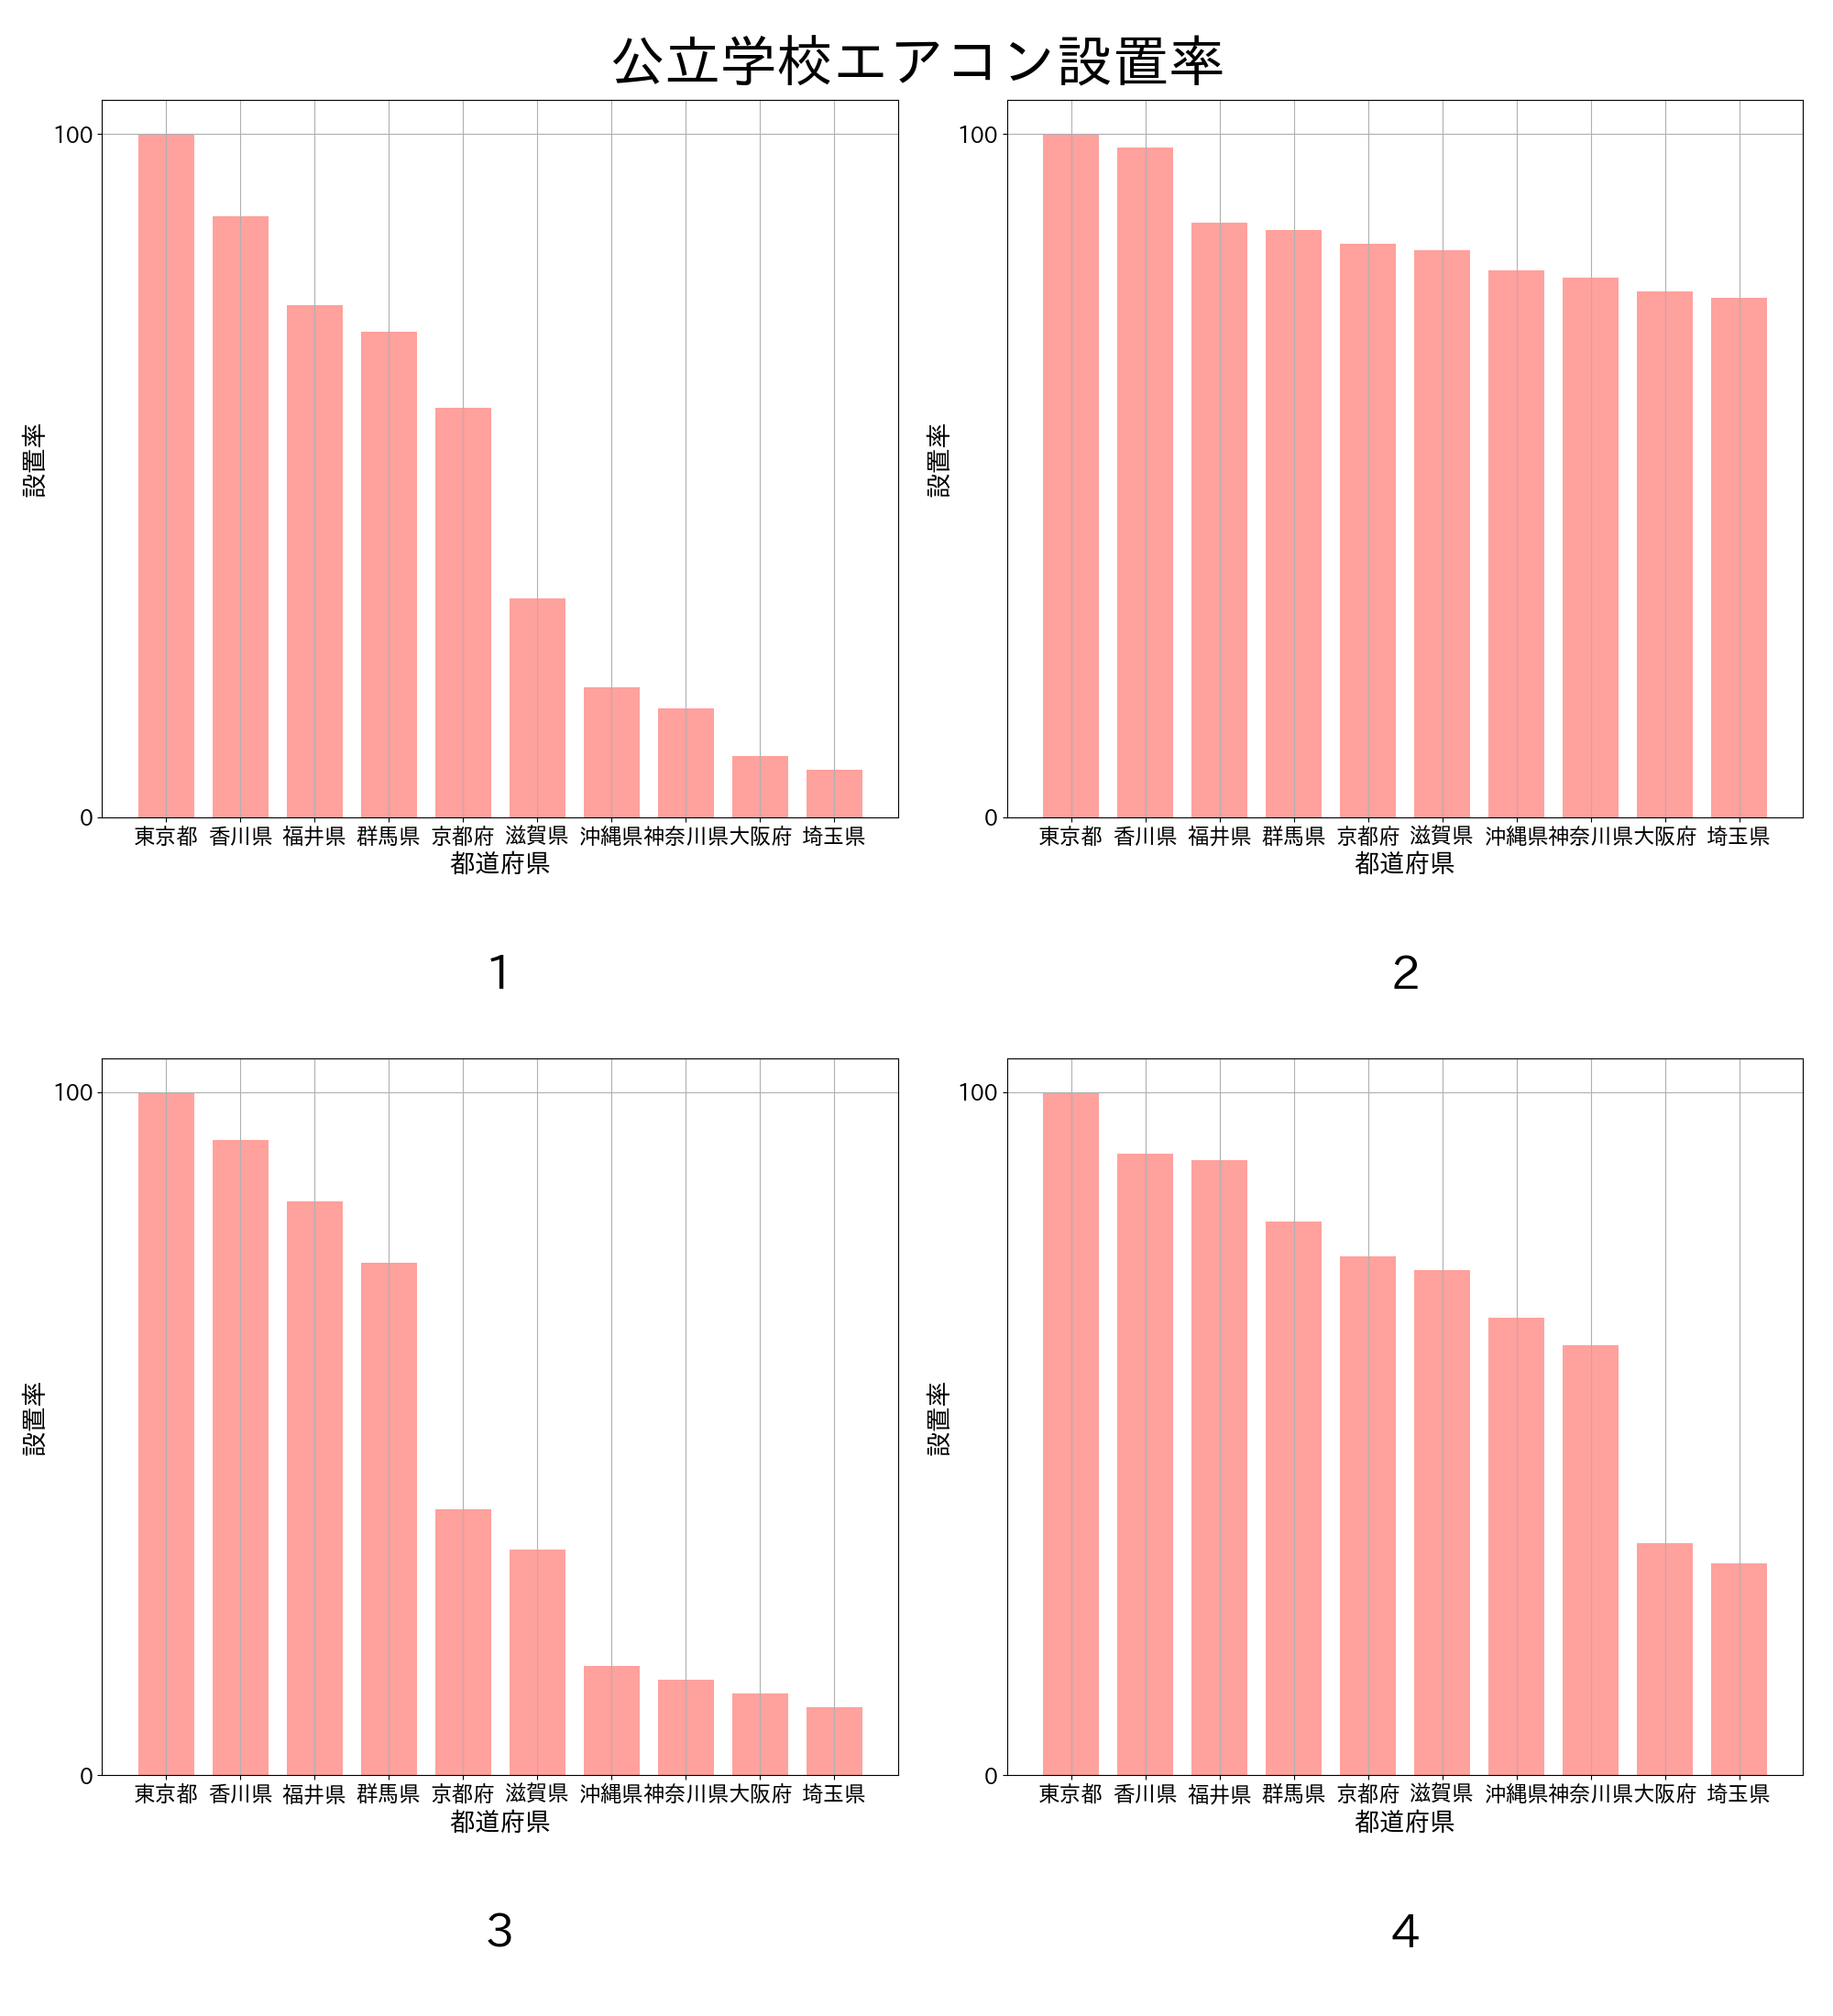 公立学校エアコン設置率
設置率
100
0
東京都 香川県 福井県 群馬県 京都府 滋賀県 沖縄県 神奈川県 大阪府 埼玉県
都道府県
1
設置率
100
0
東京都 香川県 福井県 群馬県 京都府 滋賀県 沖縄県 神奈川県 大阪府 埼玉県
都道府県
2
設置率
100
0
東京都 香川県 福井県 群馬県 京都府 滋賀県 沖縄県 神奈川県 大阪府 埼玉県
都道府県
3
設置率
100
0
東京都 香川県 福井県 群馬県 京都府 滋賀県 沖縄県 神奈川県 大阪府 埼玉県
都道府県
4